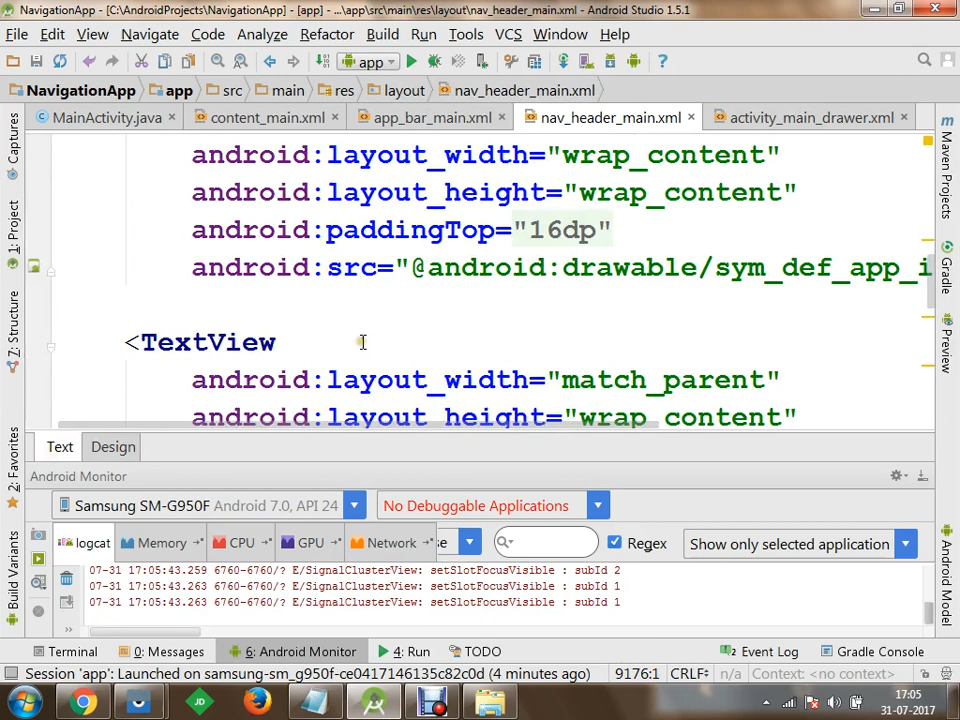 NavigationApp - [C:\AndroidProjects\NavigationApp] - [app] - ...\app\src\main\res\layout\nav_header_main.xml - Android Studio 1.5.1
File Edit View Navigate Code Analyze Refactor Build Run Tools VCS Window Help
app
NavigationApp app src main res layout nav_header_main.xml
MainActivity.java content_main.xml app_bar_main.xml nav_header_main.xml activity_main_drawer.xml
Captures
1: Project
7: Structure
2: Favorites
Build Variants
android:layout_width="wrap_content"
android:layout_height="wrap_content"
android:paddingTop="16dp"
android:src="@android:drawable/sym_def_app_i
<TextView
android:layout_width="match_parent"
android:layout_height="wrap_content"
Maven Projects
Gradle
Preview
Android Model
Text Design
Android Monitor
Samsung SM-G950F Android 7.0, API 24 No Debuggable Applications
logcat Memory CPU GPU Network se Regex Show only selected application
07-31 17:05:43.259 6760-6760/? E/SignalClusterView: setSlotFocusVisible : subId 2
07-31 17:05:43.263 6760-6760/? E/SignalClusterView: setSlotFocusVisible : subId 1
07-31 17:05:43.263 6760-6760/? E/SignalClusterView: setSlotFocusVisible : subId 1
Terminal 0: Messages 6: Android Monitor 4: Run TODO Event Log Gradle Console
Session 'app': Launched on samsung-sm_g950f-ce0417146135c82c0d (4 minutes ago) 9176:1 CRLF÷ n/a Context: <no context>
JD
17:05
31-07-2017